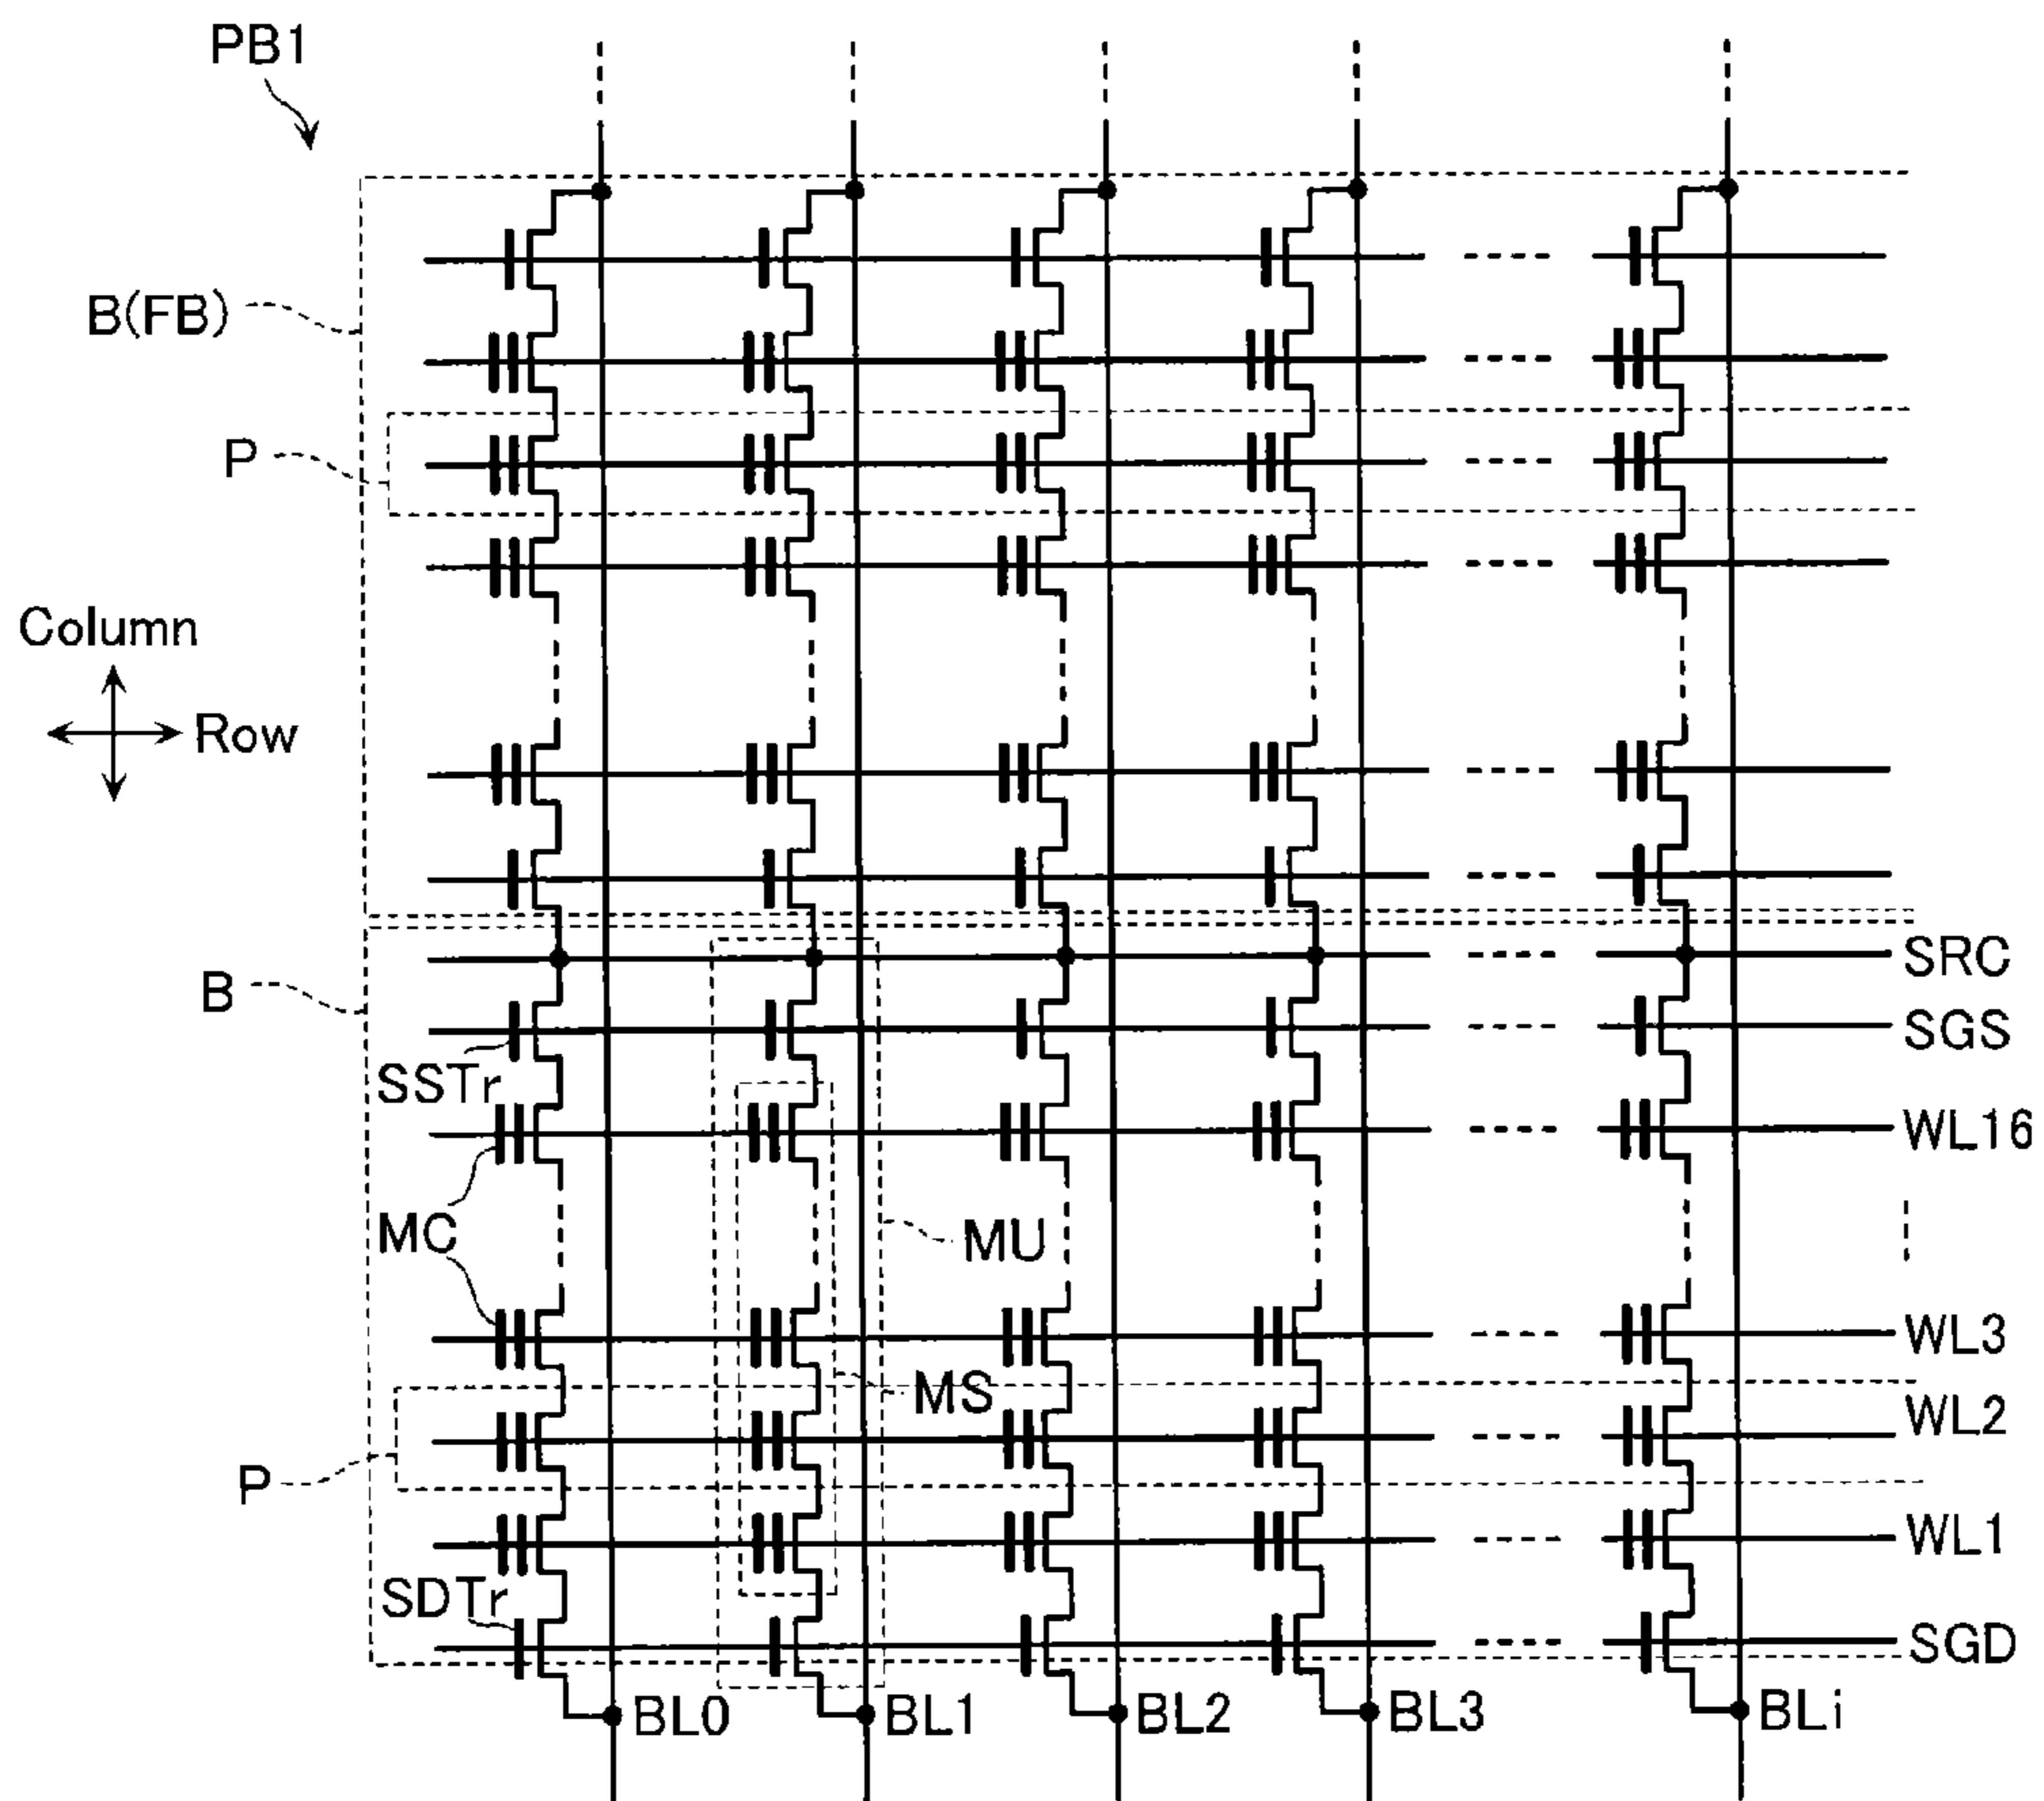 PB1
B(FB)
P
Column
Row
SRC
B
SGS
SSTr
WL16
MC
MU
WL3
MS
WL2
P
WL1
SDTr
SGD
BL0
BL1
BL2
BL3
BLi